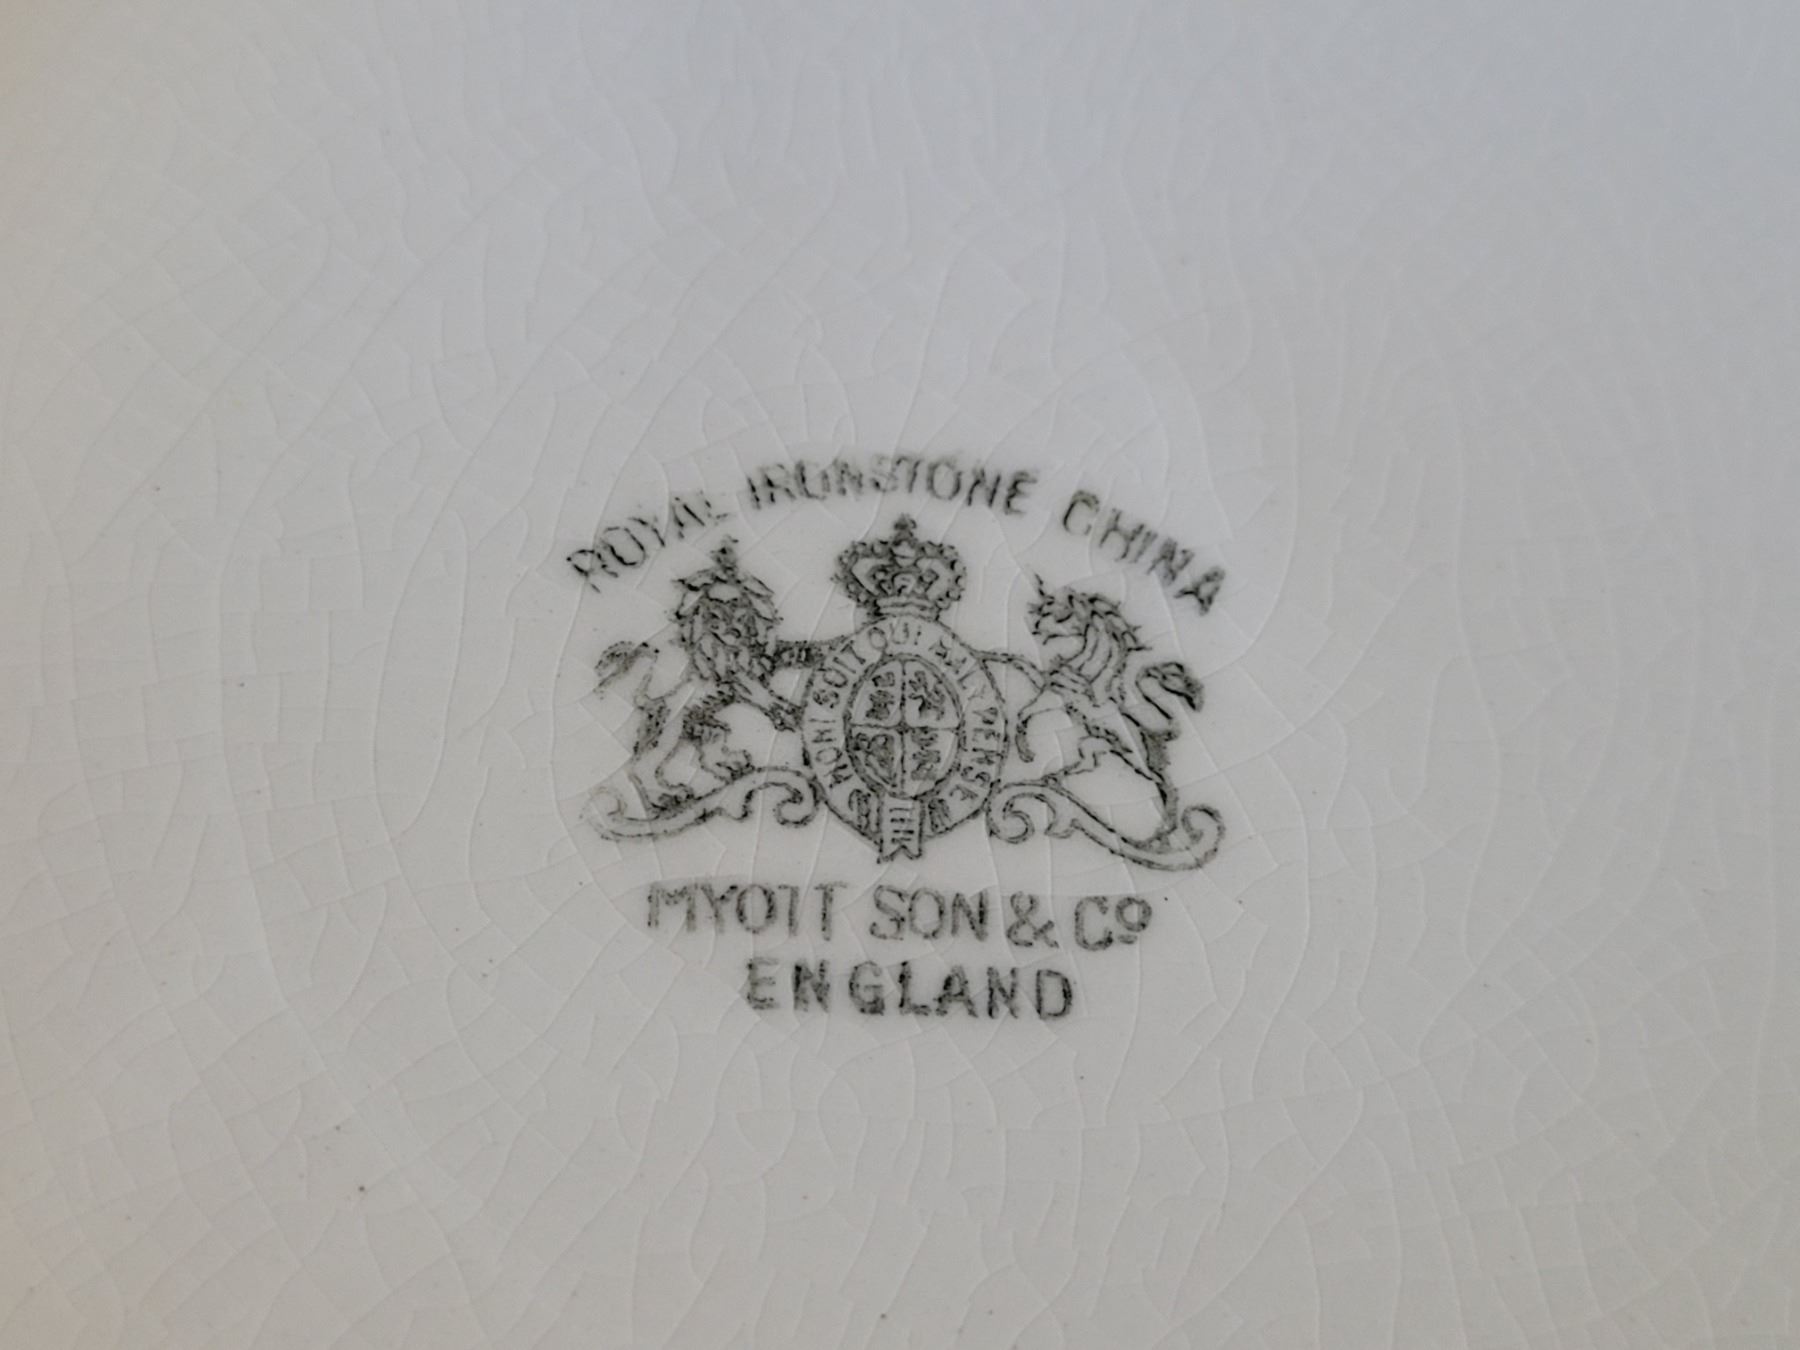 ROYAL IRONSTONE CHINA
HONI SOIT QUI MAL Y PENSE
MYOTT SON & Cº
ENGLAND